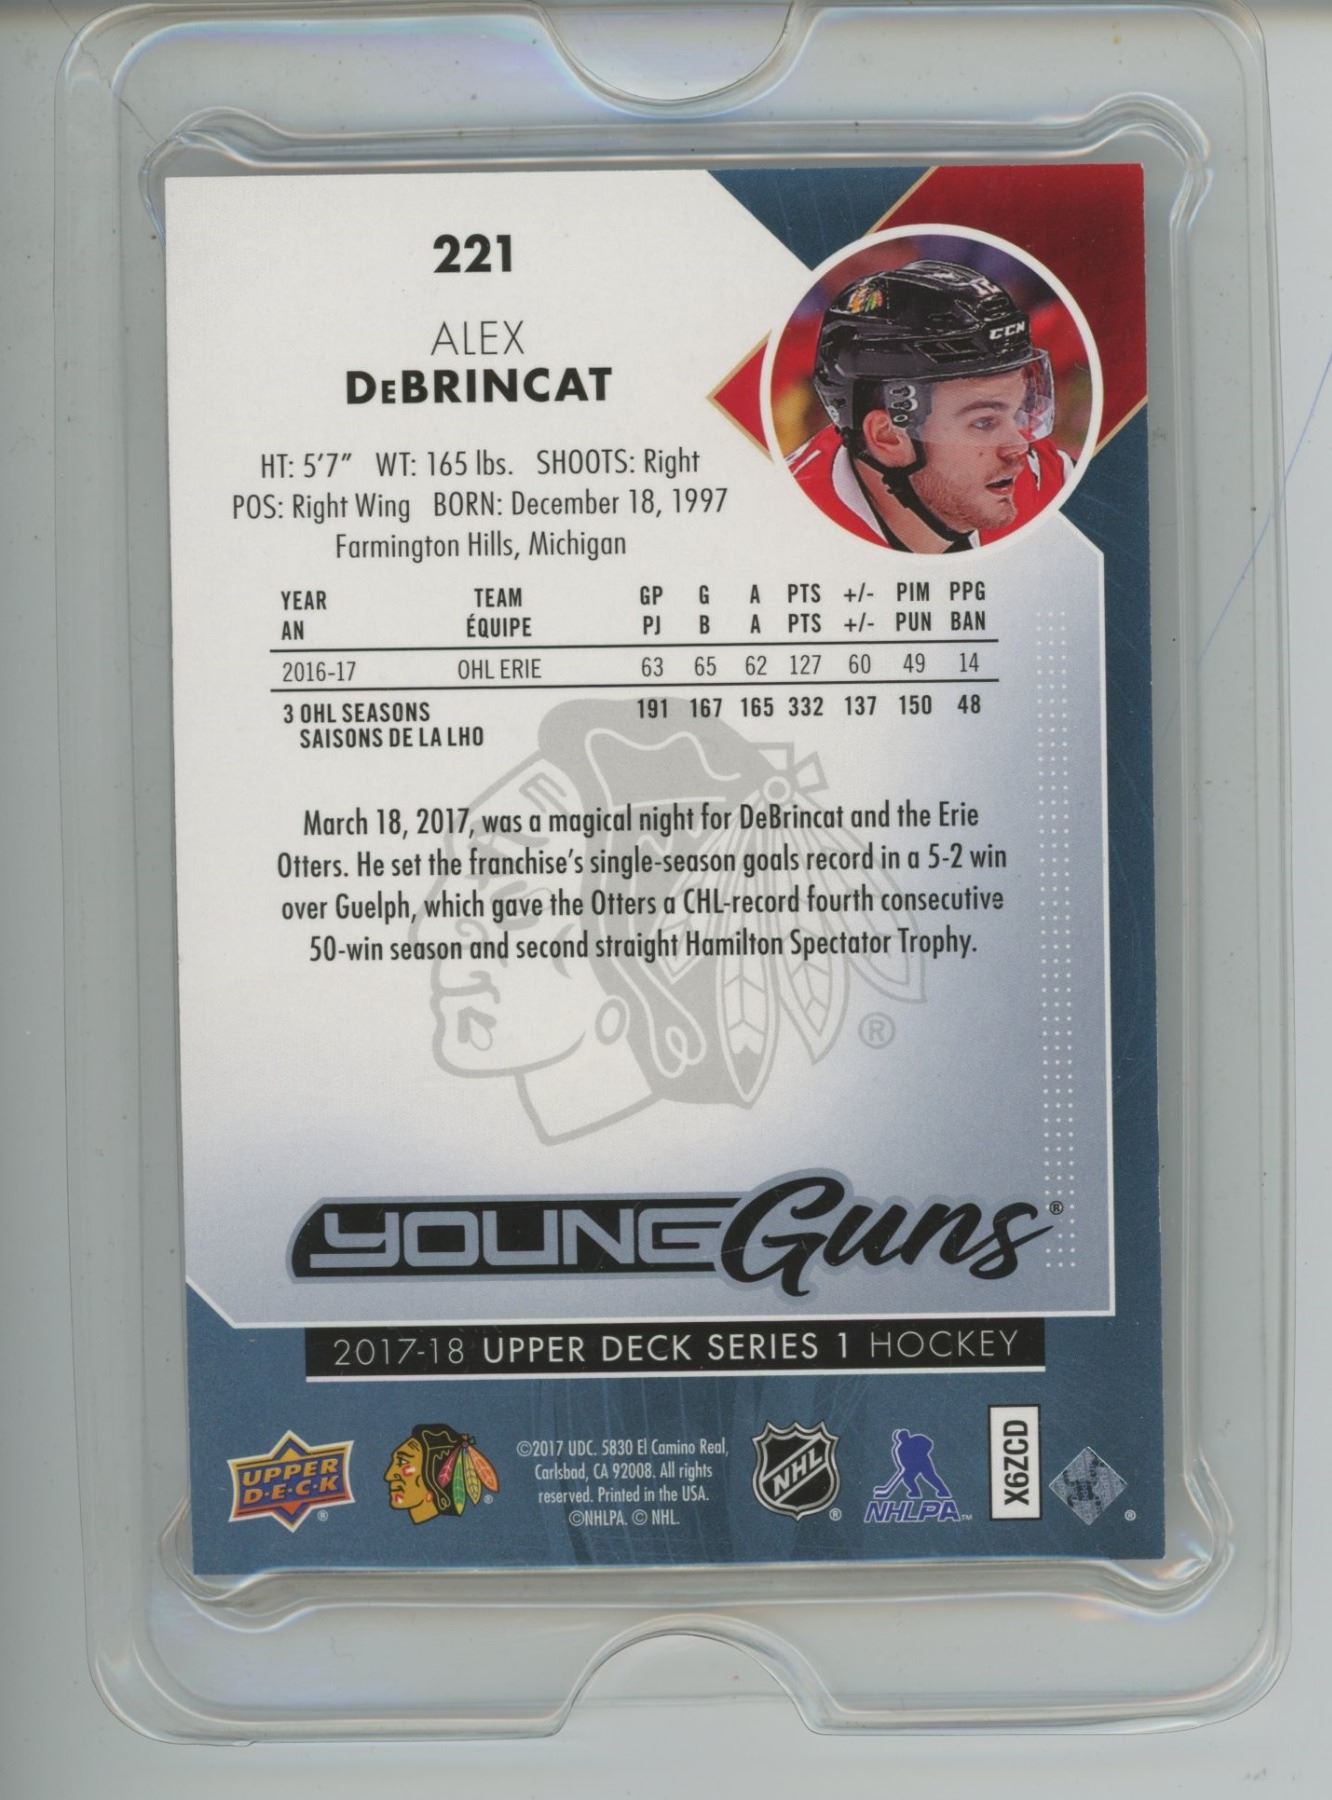 221
ALEX
DeBRINCAT
HT: 5'7" WT: 165 lbs. SHOOTS: Right
POS: Right Wing BORN: December 18, 1997
Farmington Hills, Michigan
YEAR TEAM GP G A PTS +/- PIM PPG
AN ÉQUIPE PJ B A PTS +/- PUN BAN
2016-17 OHL ERIE 63 65 62 127 60 49 14
3 OHL SEASONS 191 167 165 332 137 150 48
SAISONS DE LA LHO
March 18, 2017, was a magical night for DeBrincat and the Erie
Otters. He set the franchise's single-season goals record in a 5-2 win
over Guelph, which gave the Otters a CHL-record fourth consecutive
50-win season and second straight Hamilton Spectator Trophy.
®
YOUNG Guns®
2017-18 UPPER DECK SERIES 1 HOCKEY
UPPER
D·E·C·K
®
®
©2017 UDC. 5830 El Camino Real,
Carlsbad, CA 92008. All rights
reserved. Printed in the USA.
©NHLPA. © NHL.
NHL
®
NHLPA™
X6ZCD
®
CCM
12